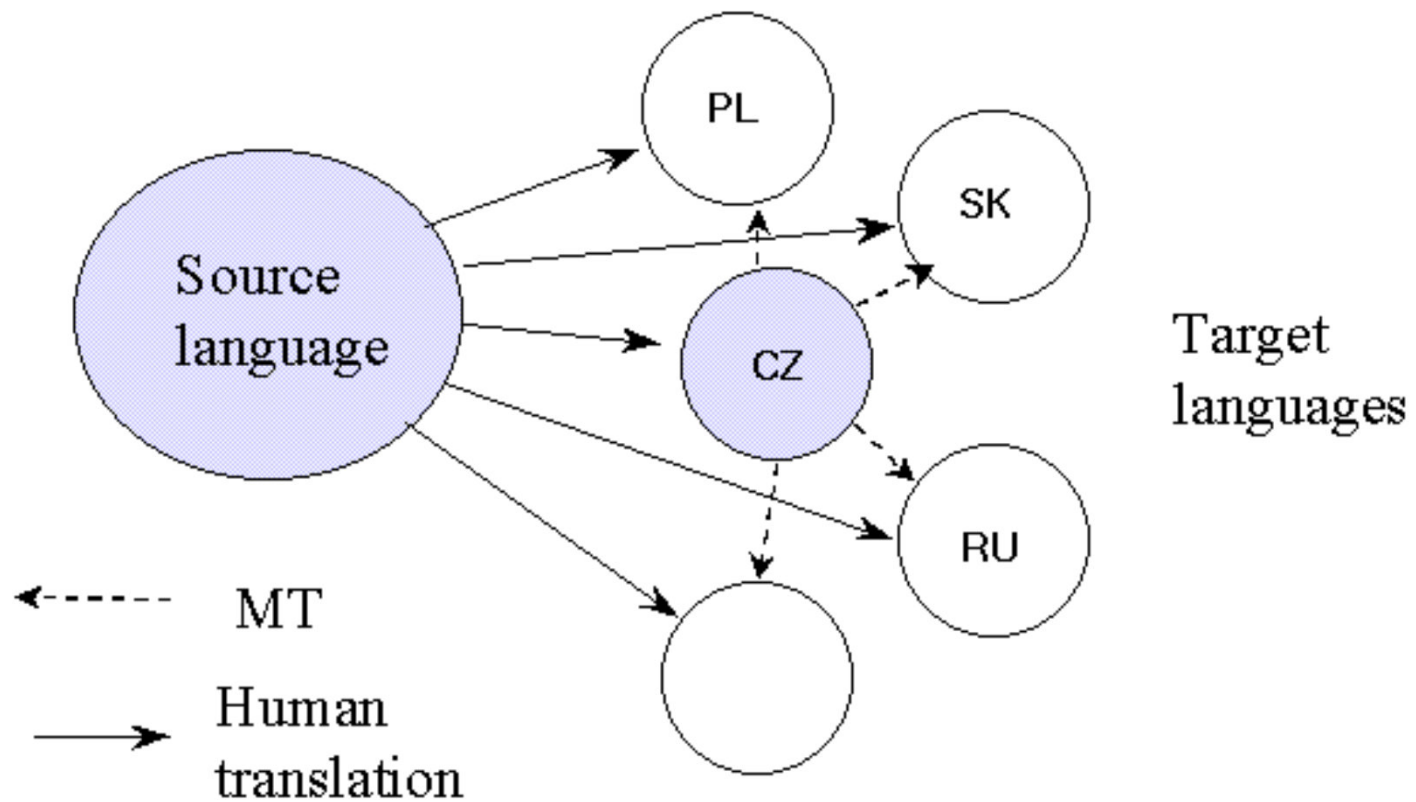 PL
SK
Source
language
CZ
Target
languages
RU
MT
Human
translation